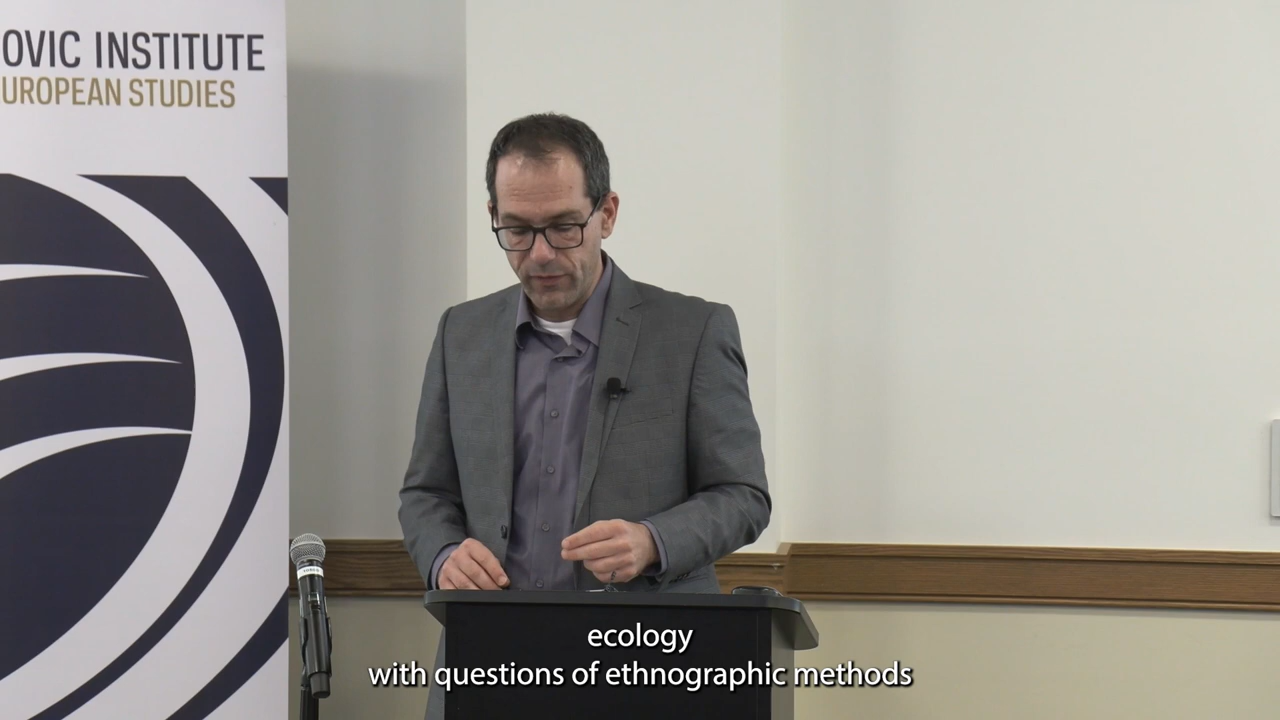 OVIC INSTITUTE
UROPEAN STUDIES
ecology
with questions of ethnographic methods